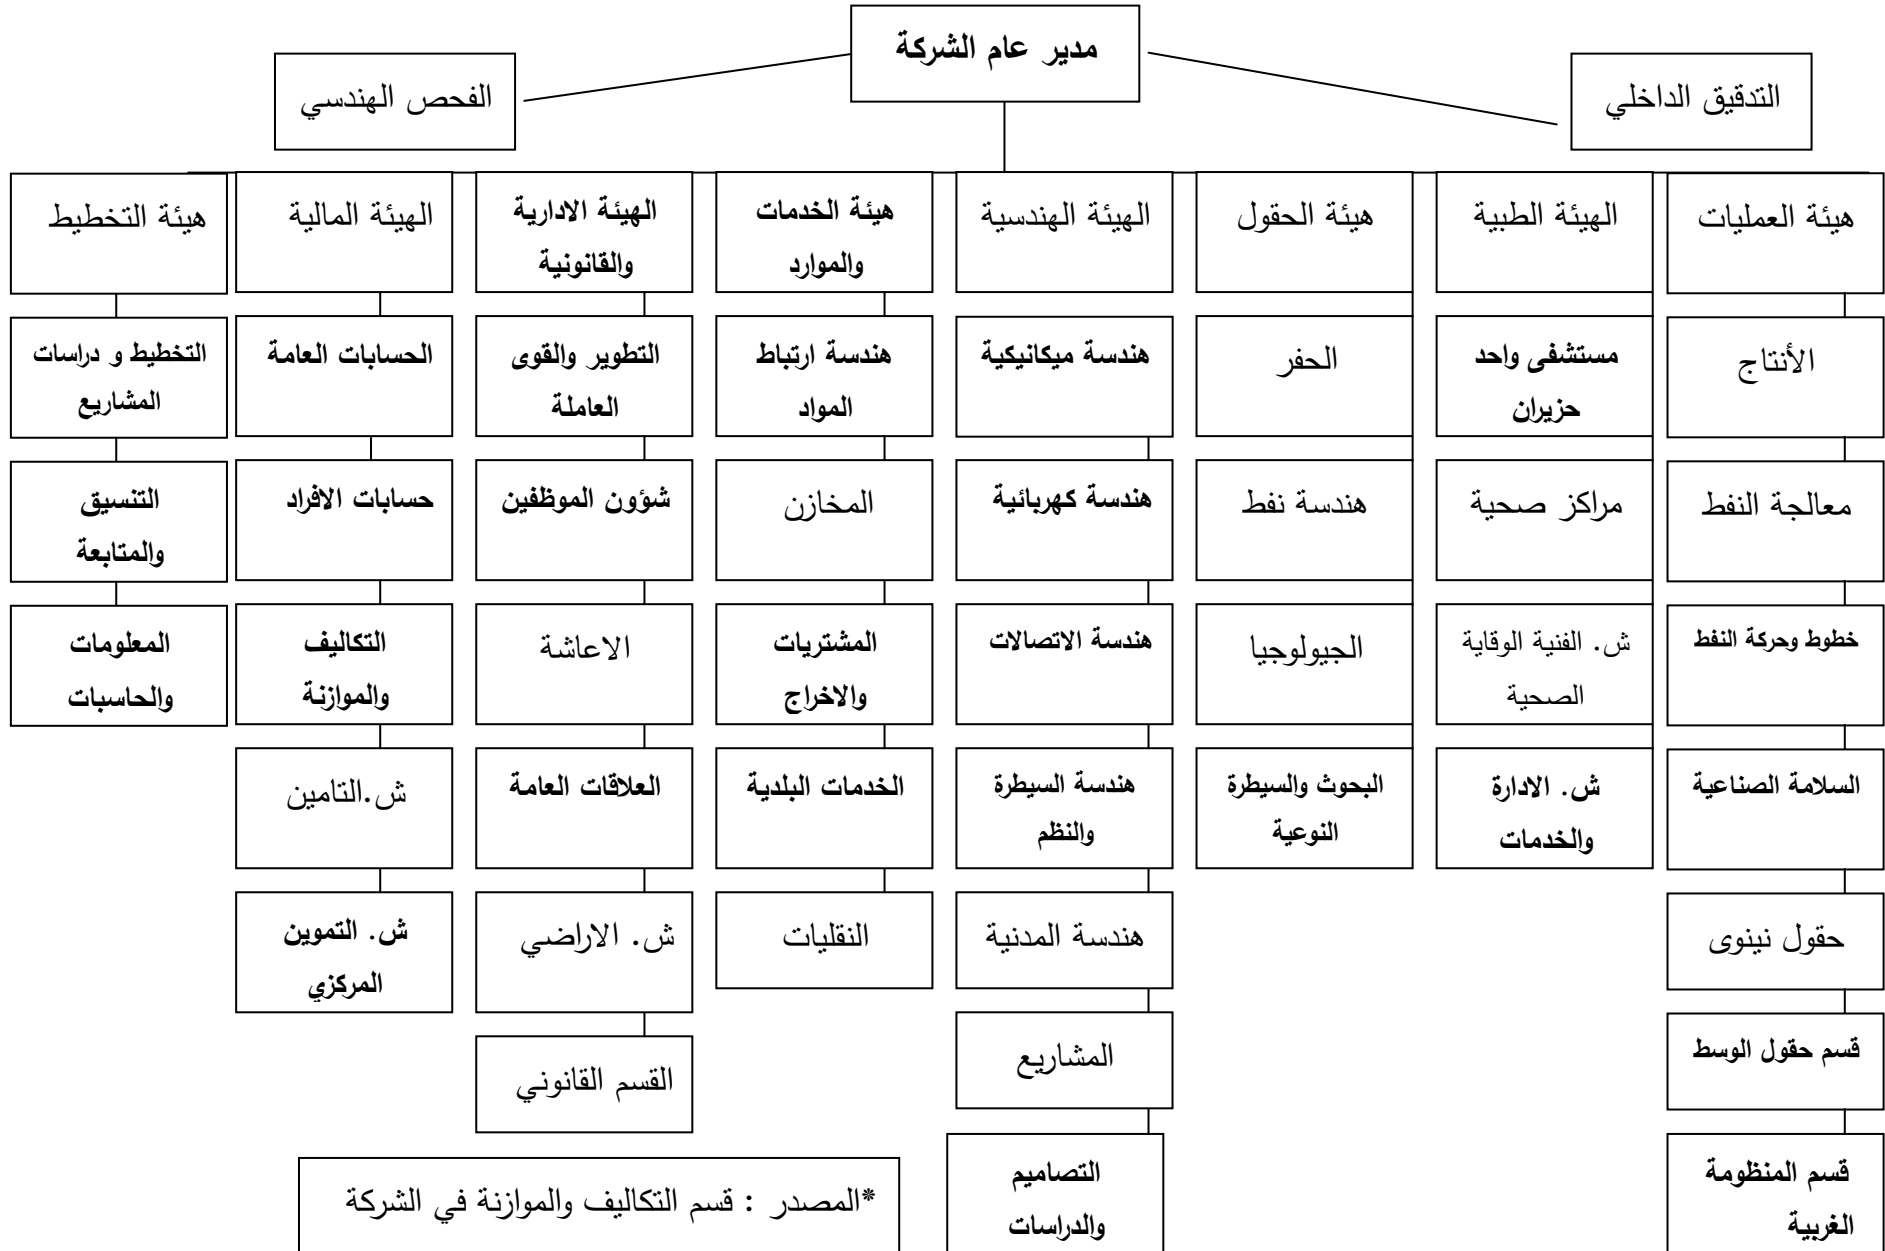 مدير عام الشركة
التدقيق الداخلي
الفحص الهندسي
هيئة العمليات
الأنتاج
معالجة النفط
خطوط وحركة النفط
السلامة الصناعية
حقول نينوى
قسم حقول الوسط
قسم المنظومة
الغربية
الهيئة الطبية
مستشفى واحد
حزيران
مراكز صحية
ش. الفنية الوقاية
الصحية
ش. الادارة
والخدمات
هيئة الحقول
الحفر
هندسة نفط
الجيولوجيا
البحوث والسيطرة
النوعية
الهيئة الهندسية
هندسة ميكانيكية
هندسة كهربائية
هندسة الاتصالات
هندسة السيطرة
والنظم
هندسة المدنية
المشاريع
التصاميم
والدراسات
هيئة الخدمات
والموارد
هندسة ارتباط
المواد
المخازن
المشتريات
والاخراج
الخدمات البلدية
النقليات
الهيئة الادارية
والقانونية
التطوير والقوى
العاملة
شؤون الموظفين
الاعاشة
العلاقات العامة
ش. الاراضي
القسم القانوني
الهيئة المالية
الحسابات العامة
حسابات الافراد
التكاليف
والموازنة
ش.التامين
ش. التموين
المركزي
هيئة التخطيط
التخطيط و دراسات
المشاريع
التنسيق
والمتابعة
المعلومات
والحاسبات
*المصدر : قسم التكاليف والموازنة في الشركة